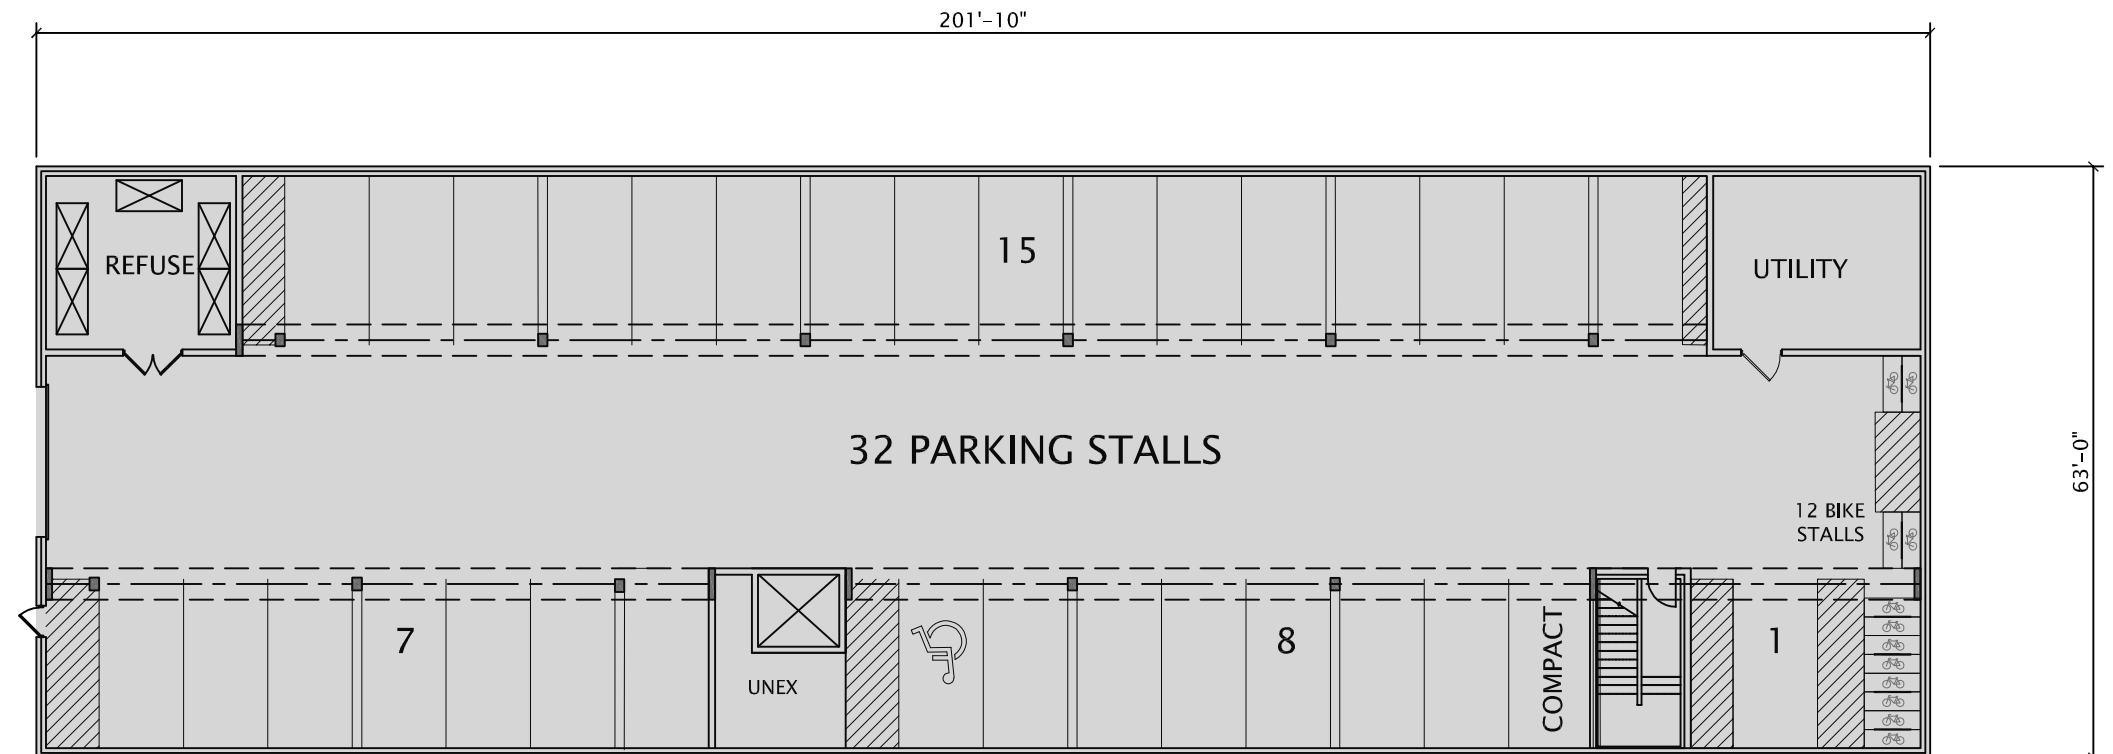 201'-10"
REFUSE
15
UTILITY
32 PARKING STALLS
63'-0"
12 BIKE
STALLS
7
UNEX
8
COMPACT
1